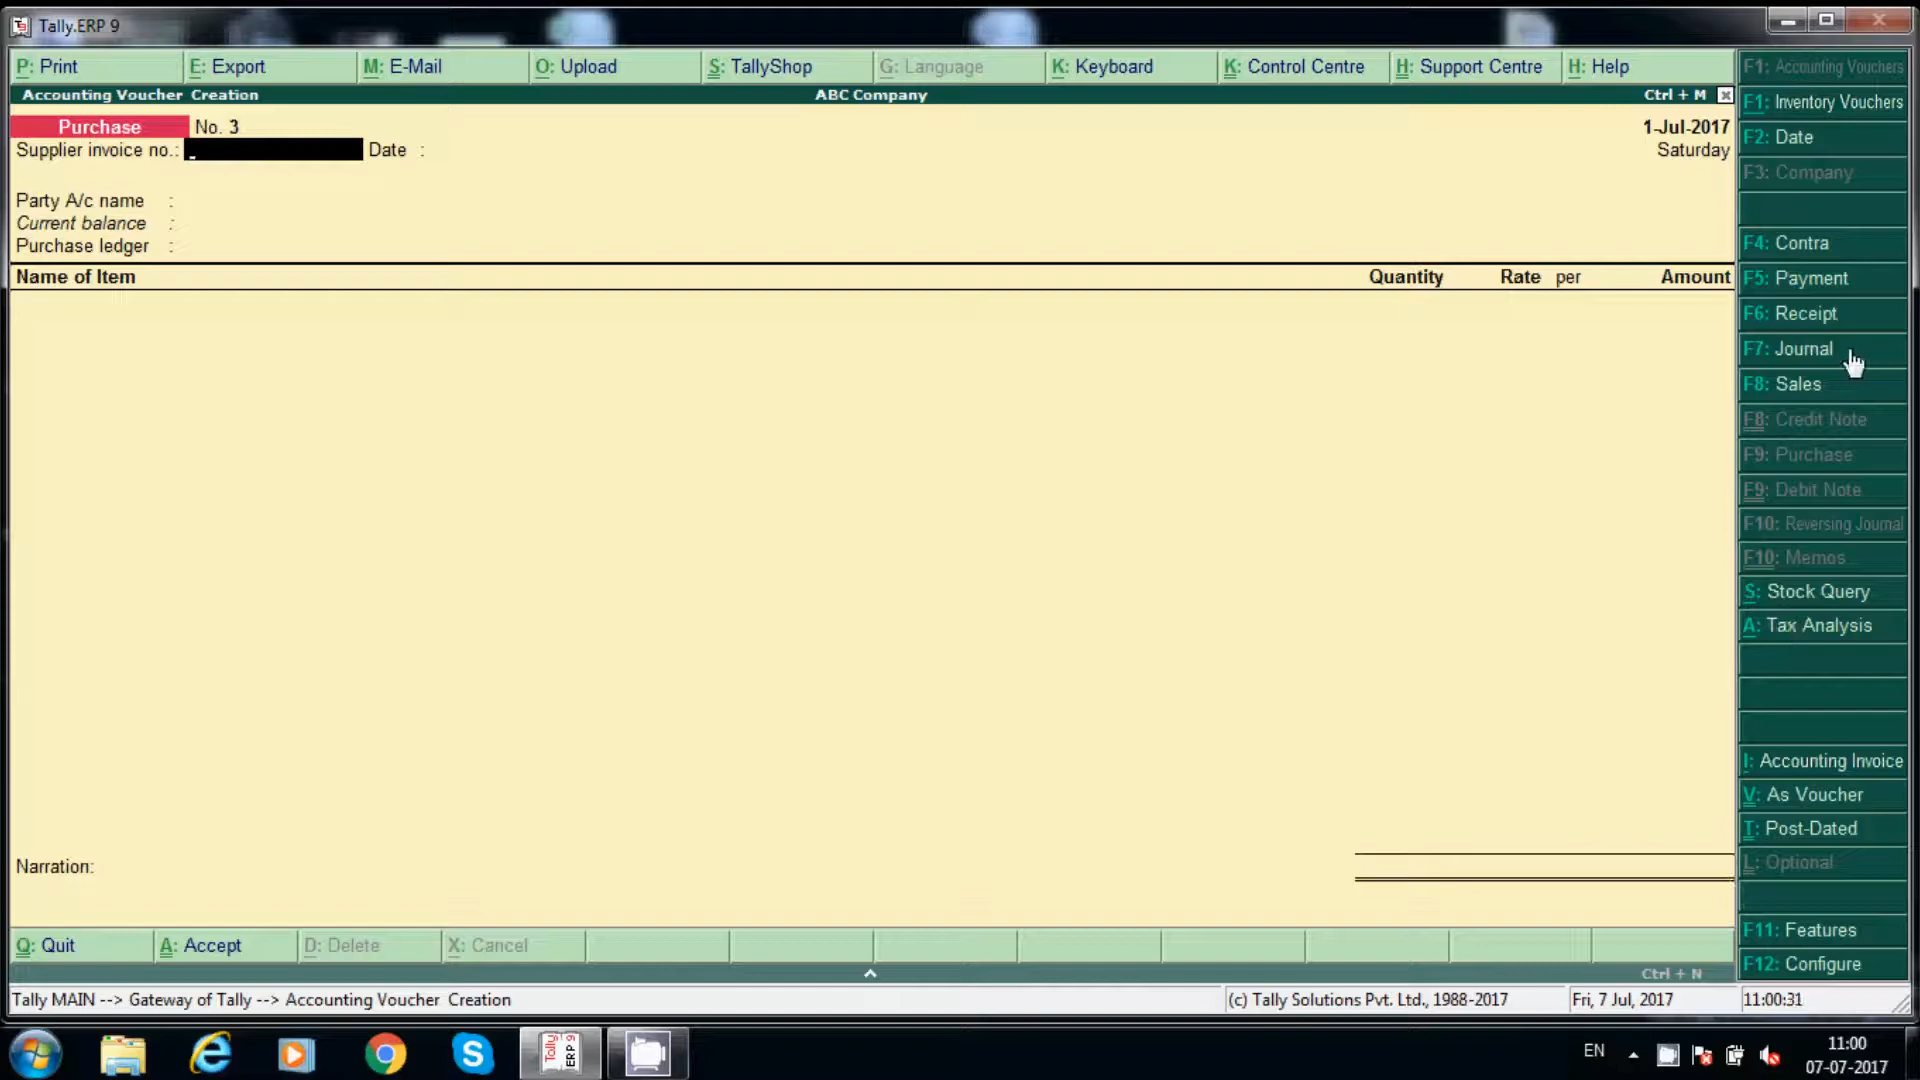 Tally.ERP 9
P: Print E: Export M: E-Mail O: Upload S: TallyShop G: Language K: Keyboard K: Control Centre H: Support Centre H: Help
Accounting Voucher Creation ABC Company Ctrl + M
Purchase No. 3 1-Jul-2017
Supplier invoice no.: Date : Saturday
Party A/c name :
Current balance :
Purchase ledger :
Name of Item Quantity Rate per Amount
Narration:
Q: Quit A: Accept D: Delete X: Cancel
Ctrl + N
Tally MAIN --> Gateway of Tally --> Accounting Voucher Creation (c) Tally Solutions Pvt. Ltd., 1988-2017 Fri, 7 Jul, 2017 11:00:31
F1: Accounting Vouchers
F1: Inventory Vouchers
F2: Date
F3: Company
F4: Contra
F5: Payment
F6: Receipt
F7: Journal
F8: Sales
F8: Credit Note
F9: Purchase
F9: Debit Note
F10: Reversing Journal
F10: Memos
S: Stock Query
A: Tax Analysis
I: Accounting Invoice
V: As Voucher
T: Post-Dated
L: Optional
F11: Features
F12: Configure
Tally ERP 9
EN
11:00
07-07-2017